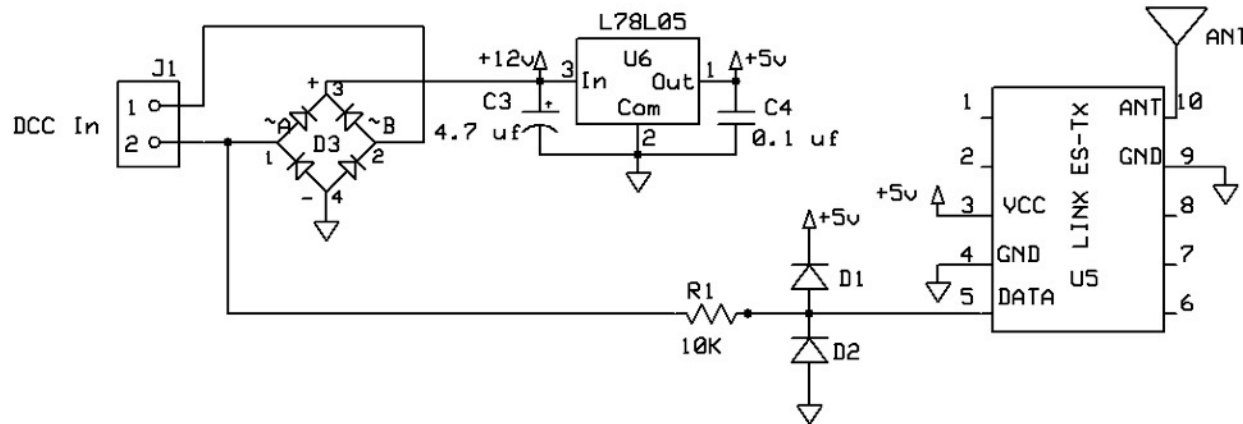 L78L05
ANT
J1
+12v
3
In
U6
Out
1
+5v
Com
2
C3
+
4.7 uf
C4
0.1 uf
DCC In
1
2
+
3
~A
~B
D3
1
2
-
4
1
2
+5v
3
VCC
4
GND
5
DATA
LINX ES-TX
U5
ANT
10
GND
9
8
7
6
+5v
D1
D2
R1
10K